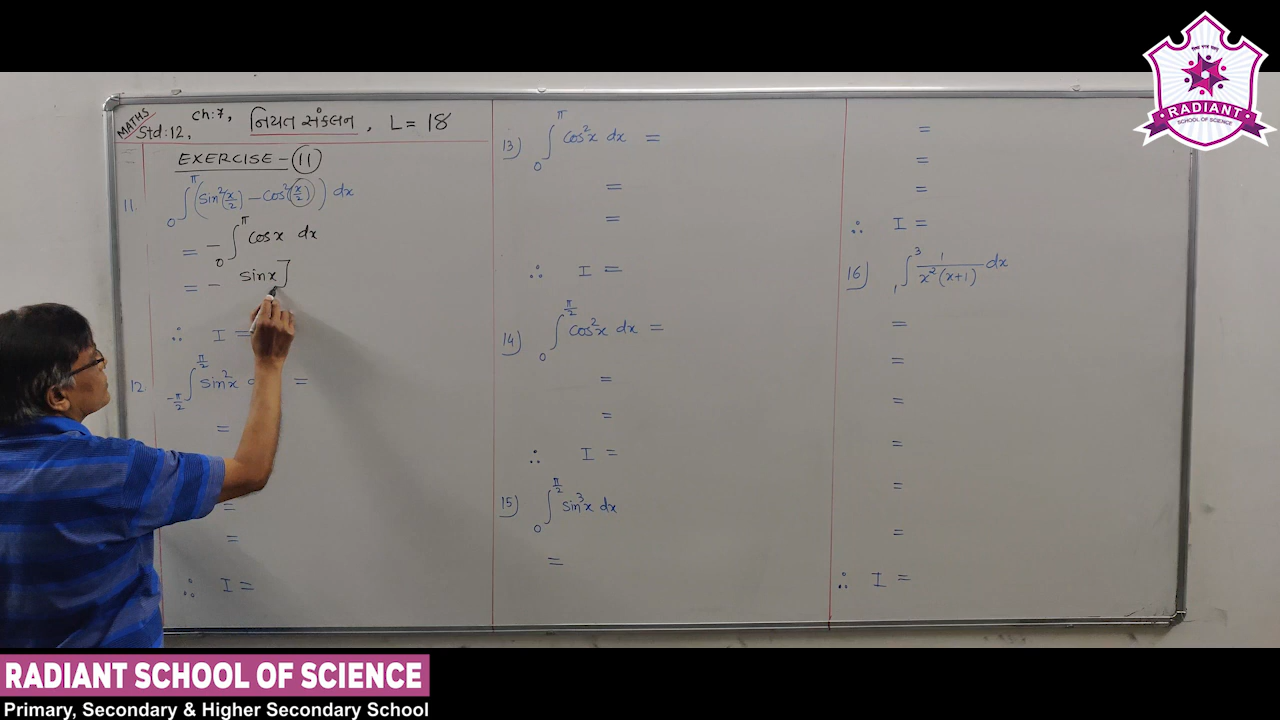 MATHS
Std:12, ch:7, નિયત સંકલન, L = 18
EXERCISE - 11
11. ∫₀^π (sin²(x/2) - cos²(x/2)) dx
= - ∫₀^π cosx dx
= - sinx]
∴ I =
12. ∫_{-π/2}^{π/2} sin²x d =
=
=
=
∴ I =
13) ∫₀^π cos²x dx =
=
=
∴ I =
14) ∫₀^{π/2} cos²x dx =
=
=
∴ I =
15) ∫₀^{π/2} sin³x dx
=
=
=
=
∴ I =
16) ∫₁³ 1/(x²(x+1)) dx
=
=
=
=
=
=
∴ I =
RADIANT
SCHOOL OF SCIENCE
RADIANT SCHOOL OF SCIENCE
Primary, Secondary & Higher Secondary School